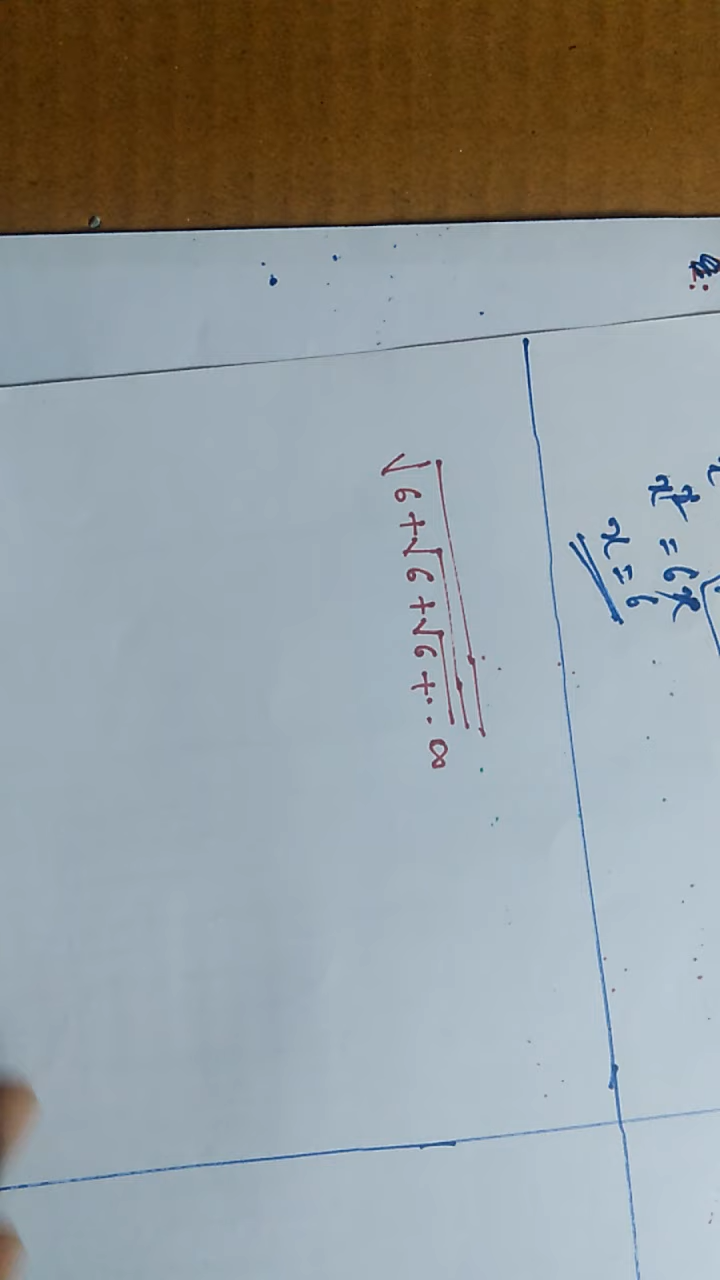 x² = 6x
x = 6
√6+√6+√6+... ∞